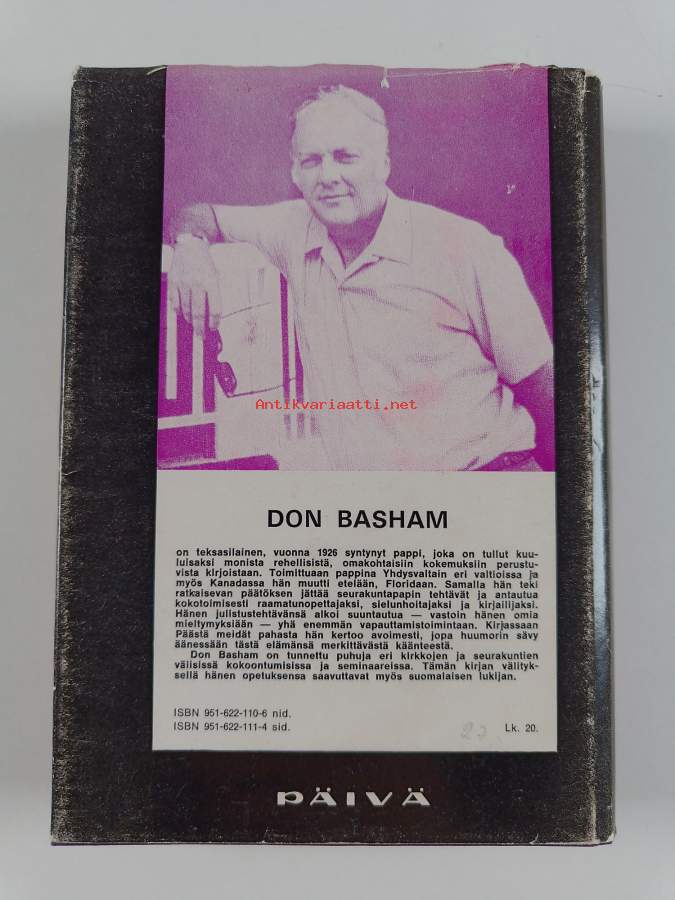 Antikvariaatti.net
DON BASHAM
on teksasilainen, vuonna 1926 syntynyt pappi, joka on tullut kuu-
luisaksi monista rehellisistä, omakohtaisiin kokemuksiin perustu-
vista kirjoistaan. Toimittuaan pappina Yhdysvaltain eri valtioissa ja
myös Kanadassa hän muutti etelään, Floridaan. Samalla hän teki
ratkaisevan päätöksen jättää seurakuntapapin tehtävät ja antautua
kokotoimisesti raamatunopettajaksi, sielunhoitajaksi ja kirjailijaksi.
Hänen julistustehtävänsä alkoi suuntautua — vastoin hänen omia
mieltymyksiään — yhä enemmän vapauttamistoimintaan. Kirjassaan
Päästä meidät pahasta hän kertoo avoimesti, jopa huumorin sävy
äänessään tästä elämänsä merkittävästä käänteestä.
Don Basham on tunnettu puhuja eri kirkkojen ja seurakuntien
välisissä kokoontumisissa ja seminaareissa. Tämän kirjan välityk-
sellä hänen opetuksensa saavuttavat myös suomalaisen lukijan.
ISBN 951-622-110-6 nid.
ISBN 951-622-111-4 sid. Lk. 20.
PÄIVÄ